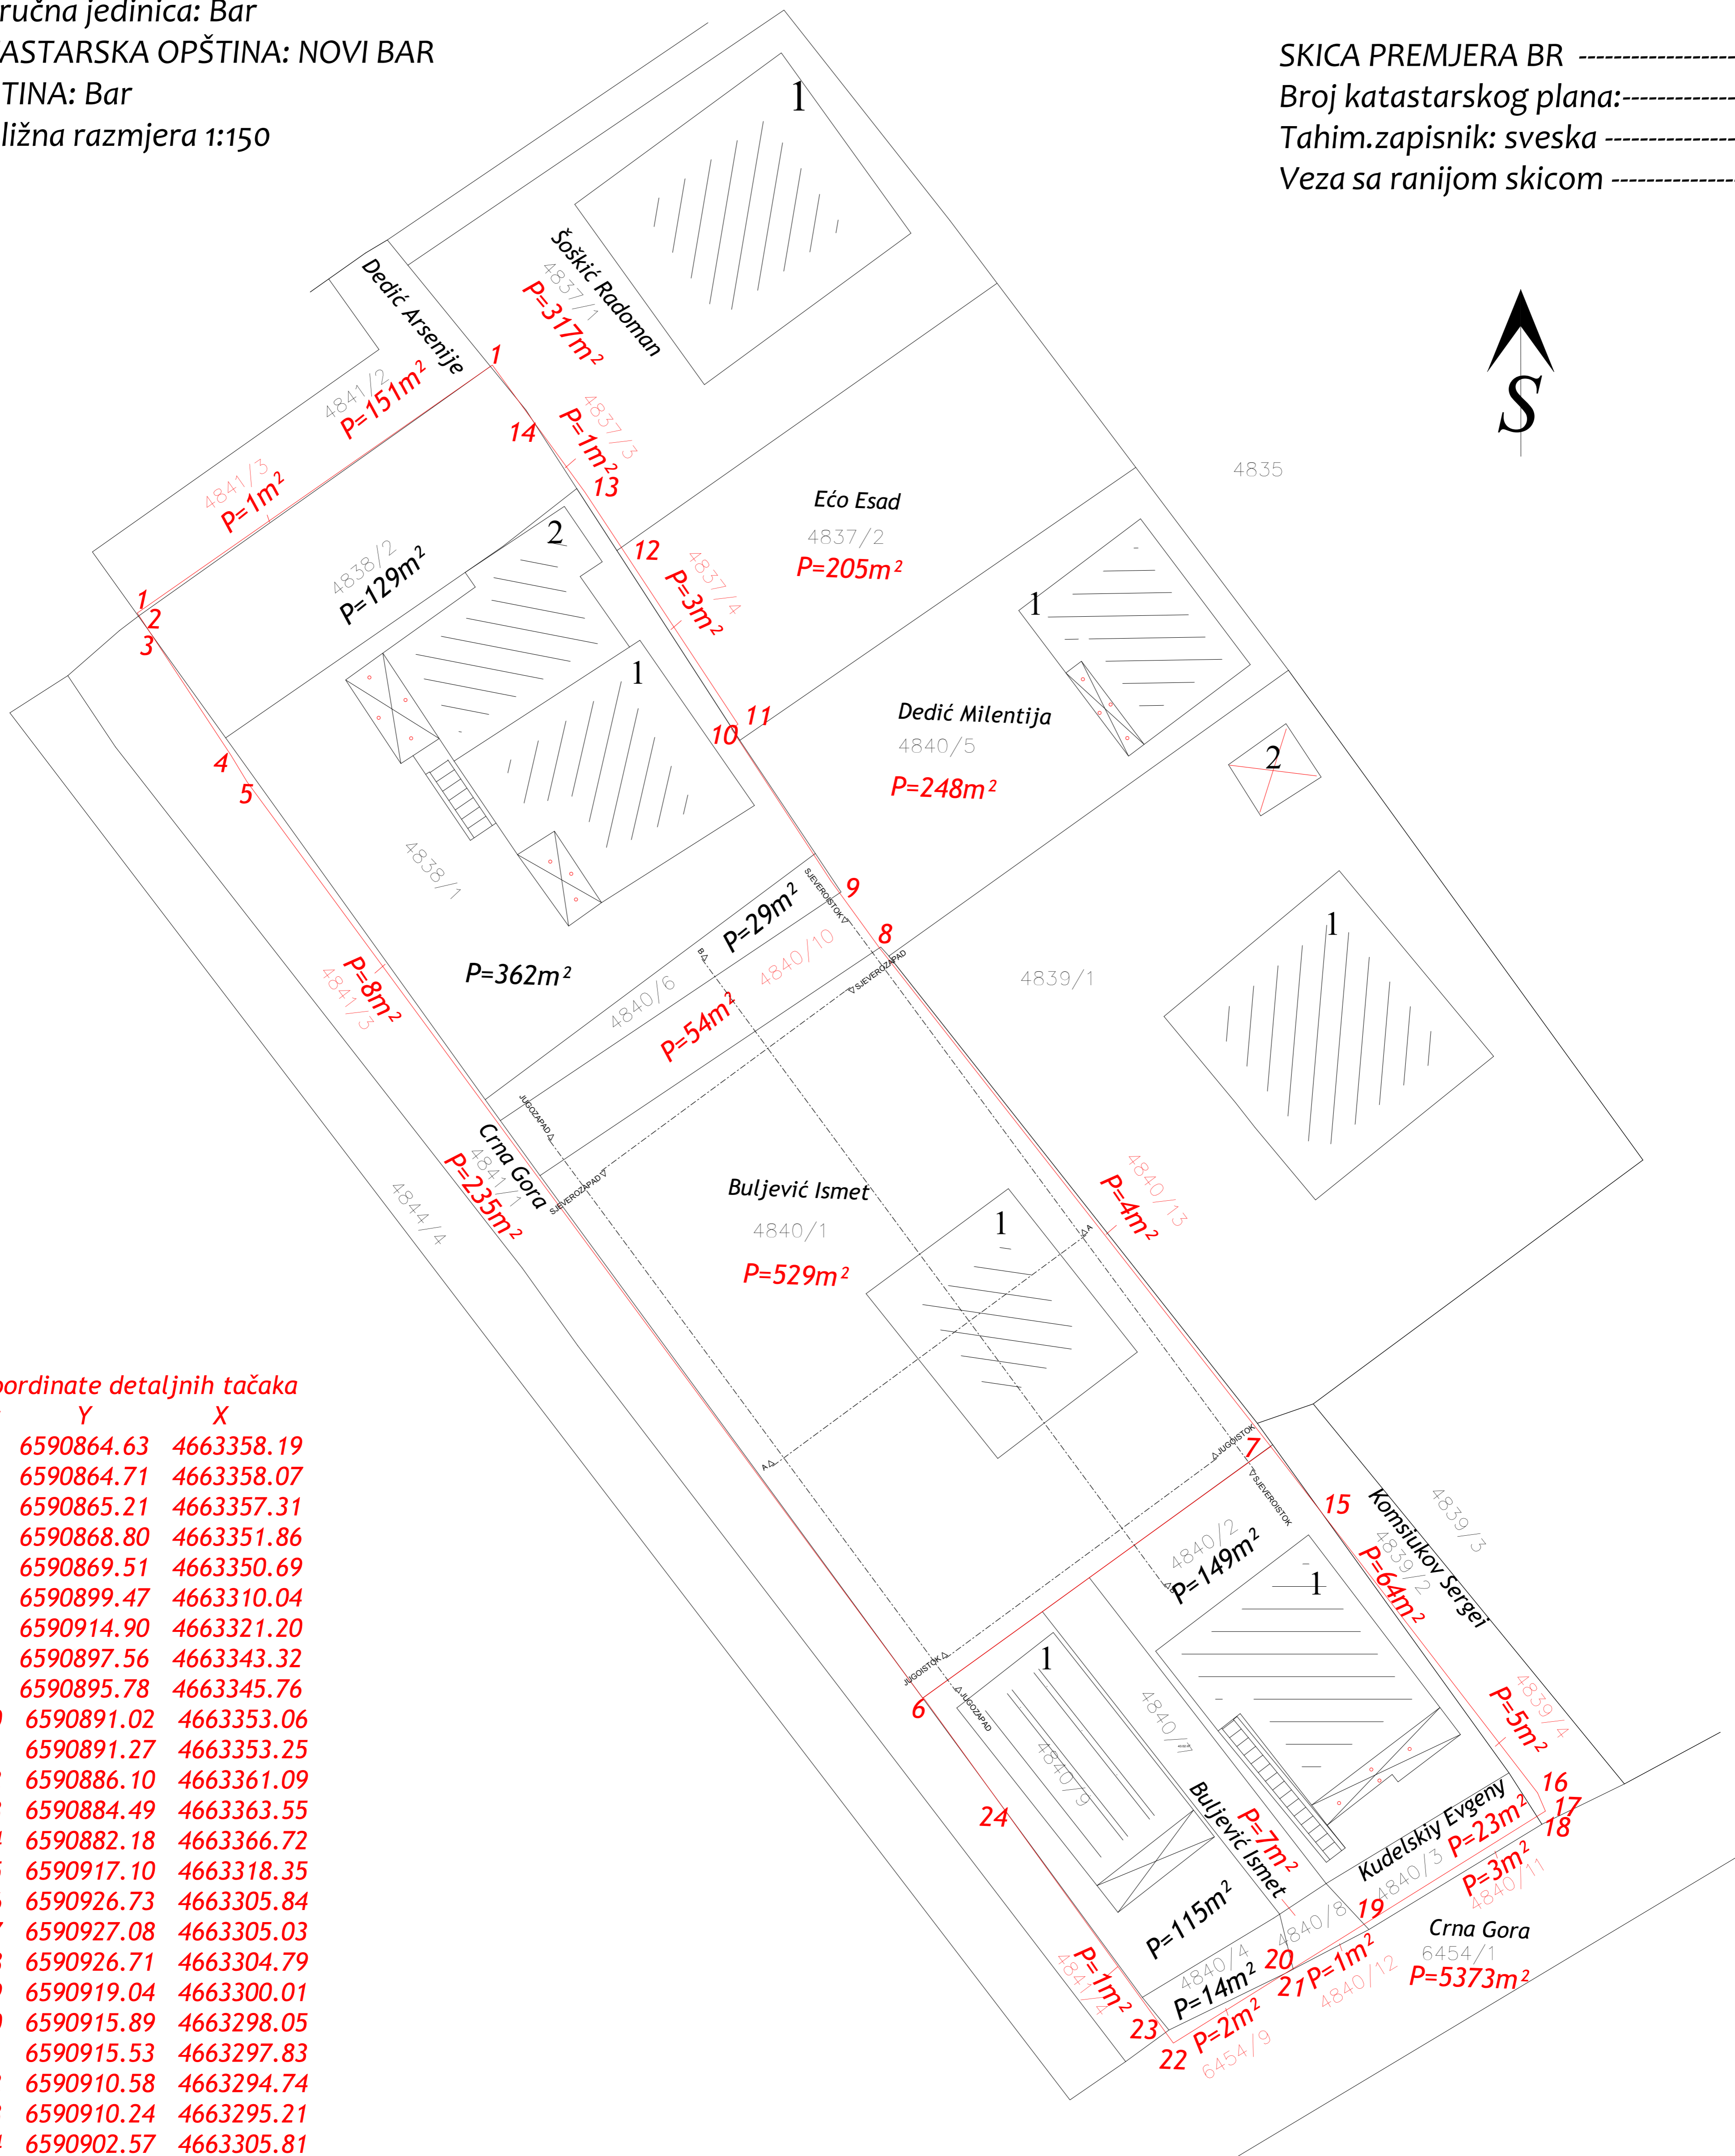 ručna jedinica: Bar
ASTARSKA OPŠTINA: NOVI BAR
TINA: Bar
ližna razmjera 1:150
SKICA PREMJERA BR --------------------
Broj katastarskog plana:--------------
Tahim.zapisnik: sveska ----------------
Veza sa ranijom skicom ---------------
S
1
Šoškić Radoman
4837/1
P=317m²
Dedić Arsenije
4841/2
P=151m²
1
14
4837/3
P=1m²
13
4841/3
P=1m²
4835
Ećo Esad
4837/2
P=205m²
2
12
4837/4
P=3m²
4838/2
P=129m²
1
2
3
1
1
Dedić Milentija
4840/5
P=248m²
11
10
2
4
5
4838/1
9
8
SJEVEROISTOK
P=29m²
4840/10
B
SJEVEROZAPAD
4839/1
1
P=362m²
P=8m²
4841/3
4840/6
P=54m²
JUGOZAPAD
Crna Gora
4841/1
P=235m²
SJEVEROZAPAD
4844/4
Buljević Ismet
4840/1
P=529m²
1
4840/13
P=4m²
A
A
7
JUGOISTOK
SJEVEROISTOK
15
Komsiukov Sergei
4839/2
P=64m²
4839/3
4840/2
P=149m²
1
JUGOISTOK
JUGOZAPAD
6
1
4840/7
4840/9
4839/4
P=5m²
24
16
17
18
Buljević Ismet
P=7m²
Kudelskiy Evgeny
4840/3
P=23m²
P=3m²
4840/11
P=115m²
19
4840/8
20
21
P=1m²
4840/12
Crna Gora
6454/1
P=5373m²
4840/4
P=14m²
P=1m²
4841/4
23
22
P=2m²
6454/9
oordinate detaljnih tačaka
Y X
6590864.63 4663358.19
6590864.71 4663358.07
6590865.21 4663357.31
6590868.80 4663351.86
6590869.51 4663350.69
6590899.47 4663310.04
6590914.90 4663321.20
6590897.56 4663343.32
6590895.78 4663345.76
6590891.02 4663353.06
6590891.27 4663353.25
6590886.10 4663361.09
6590884.49 4663363.55
6590882.18 4663366.72
6590917.10 4663318.35
6590926.73 4663305.84
6590927.08 4663305.03
6590926.71 4663304.79
6590919.04 4663300.01
6590915.89 4663298.05
6590915.53 4663297.83
6590910.58 4663294.74
6590910.24 4663295.21
6590902.57 4663305.81